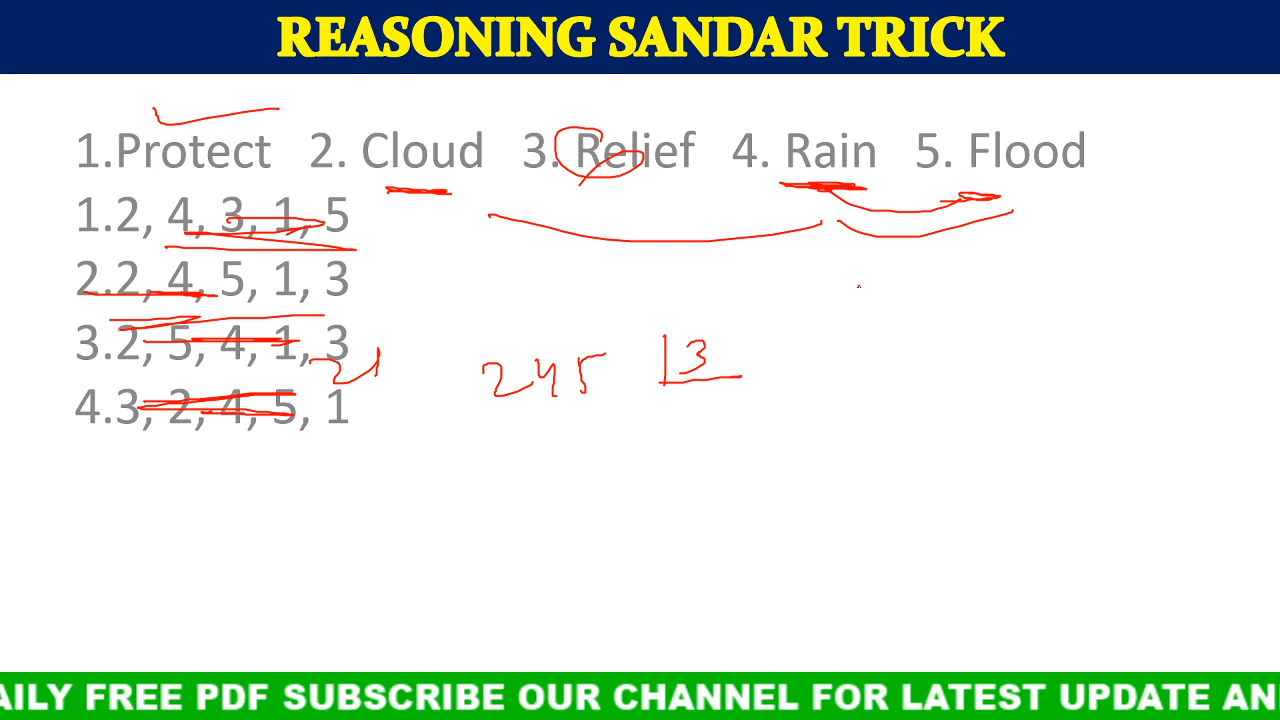 REASONING SANDAR TRICK
1.Protect 2. Cloud 3. Relief 4. Rain 5. Flood
1.2, 4, 3, 1, 5
2.2, 4, 5, 1, 3
3.2, 5, 4, 1, 3
4.3, 2, 4, 5, 1
245 3
AILY FREE PDF SUBSCRIBE OUR CHANNEL FOR LATEST UPDATE AN